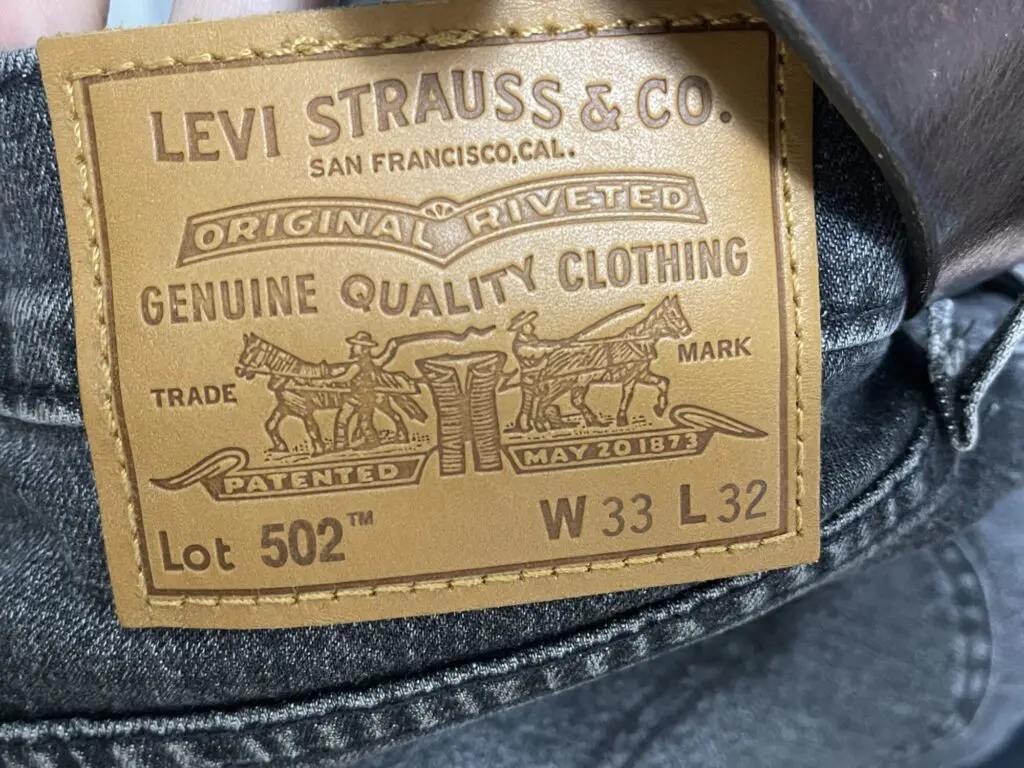 LEVI STRAUSS & CO.
SAN FRANCISCO, CAL.
ORIGINAL RIVETED
GENUINE QUALITY CLOTHING
TRADE MARK
PATENTED MAY 20 1873
Lot 502™ W 33 L 32